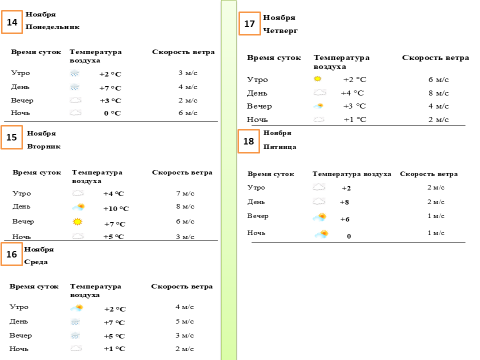 14
Ноября
Понедельник
Время суток Температура воздуха Скорость ветра
Утро +2 °C 3 м/с
День +7 °C 4 м/с
Вечер +3 °C 2 м/с
Ночь 0 °C 6 м/с
15
Ноября
Вторник
Время суток Температура воздуха Скорость ветра
Утро +4 °C 7 м/с
День +10 °C 8 м/с
Вечер +7 °C 6 м/с
Ночь +5 °C 3 м/с
16
Ноября
Среда
Время суток Температура воздуха Скорость ветра
Утро +2 °C 4 м/с
День +7 °C 5 м/с
Вечер +5 °C 3 м/с
Ночь +1 °C 2 м/с
17
Ноября
Четверг
Время суток Температура воздуха Скорость ветра
Утро +2 °C 6 м/с
День +4 °C 8 м/с
Вечер +3 °C 4 м/с
Ночь +1 °C 2 м/с
18
Ноября
Пятница
Время суток Температура воздуха Скорость ветра
Утро +2 2 м/с
День +8 2 м/с
Вечер +6 1 м/с
Ночь 0 1 м/с